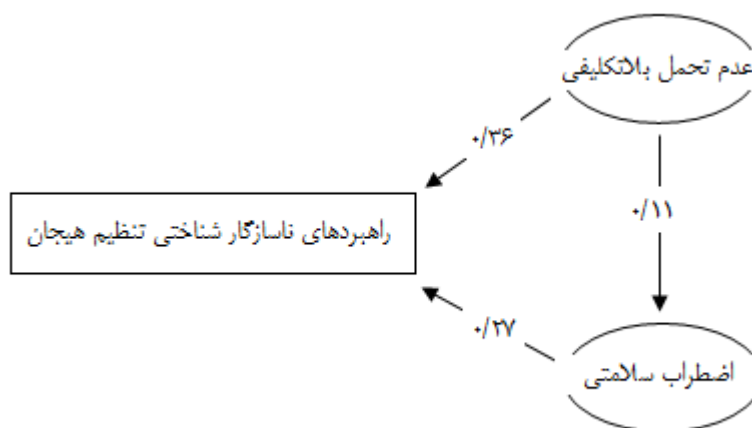 عدم تحمل بلاتکلیفی
۰/۳۶
۰/۱۱
راهبردهای ناسازگار شناختی تنظیم هیجان
۰/۲۷
اضطراب سلامتی